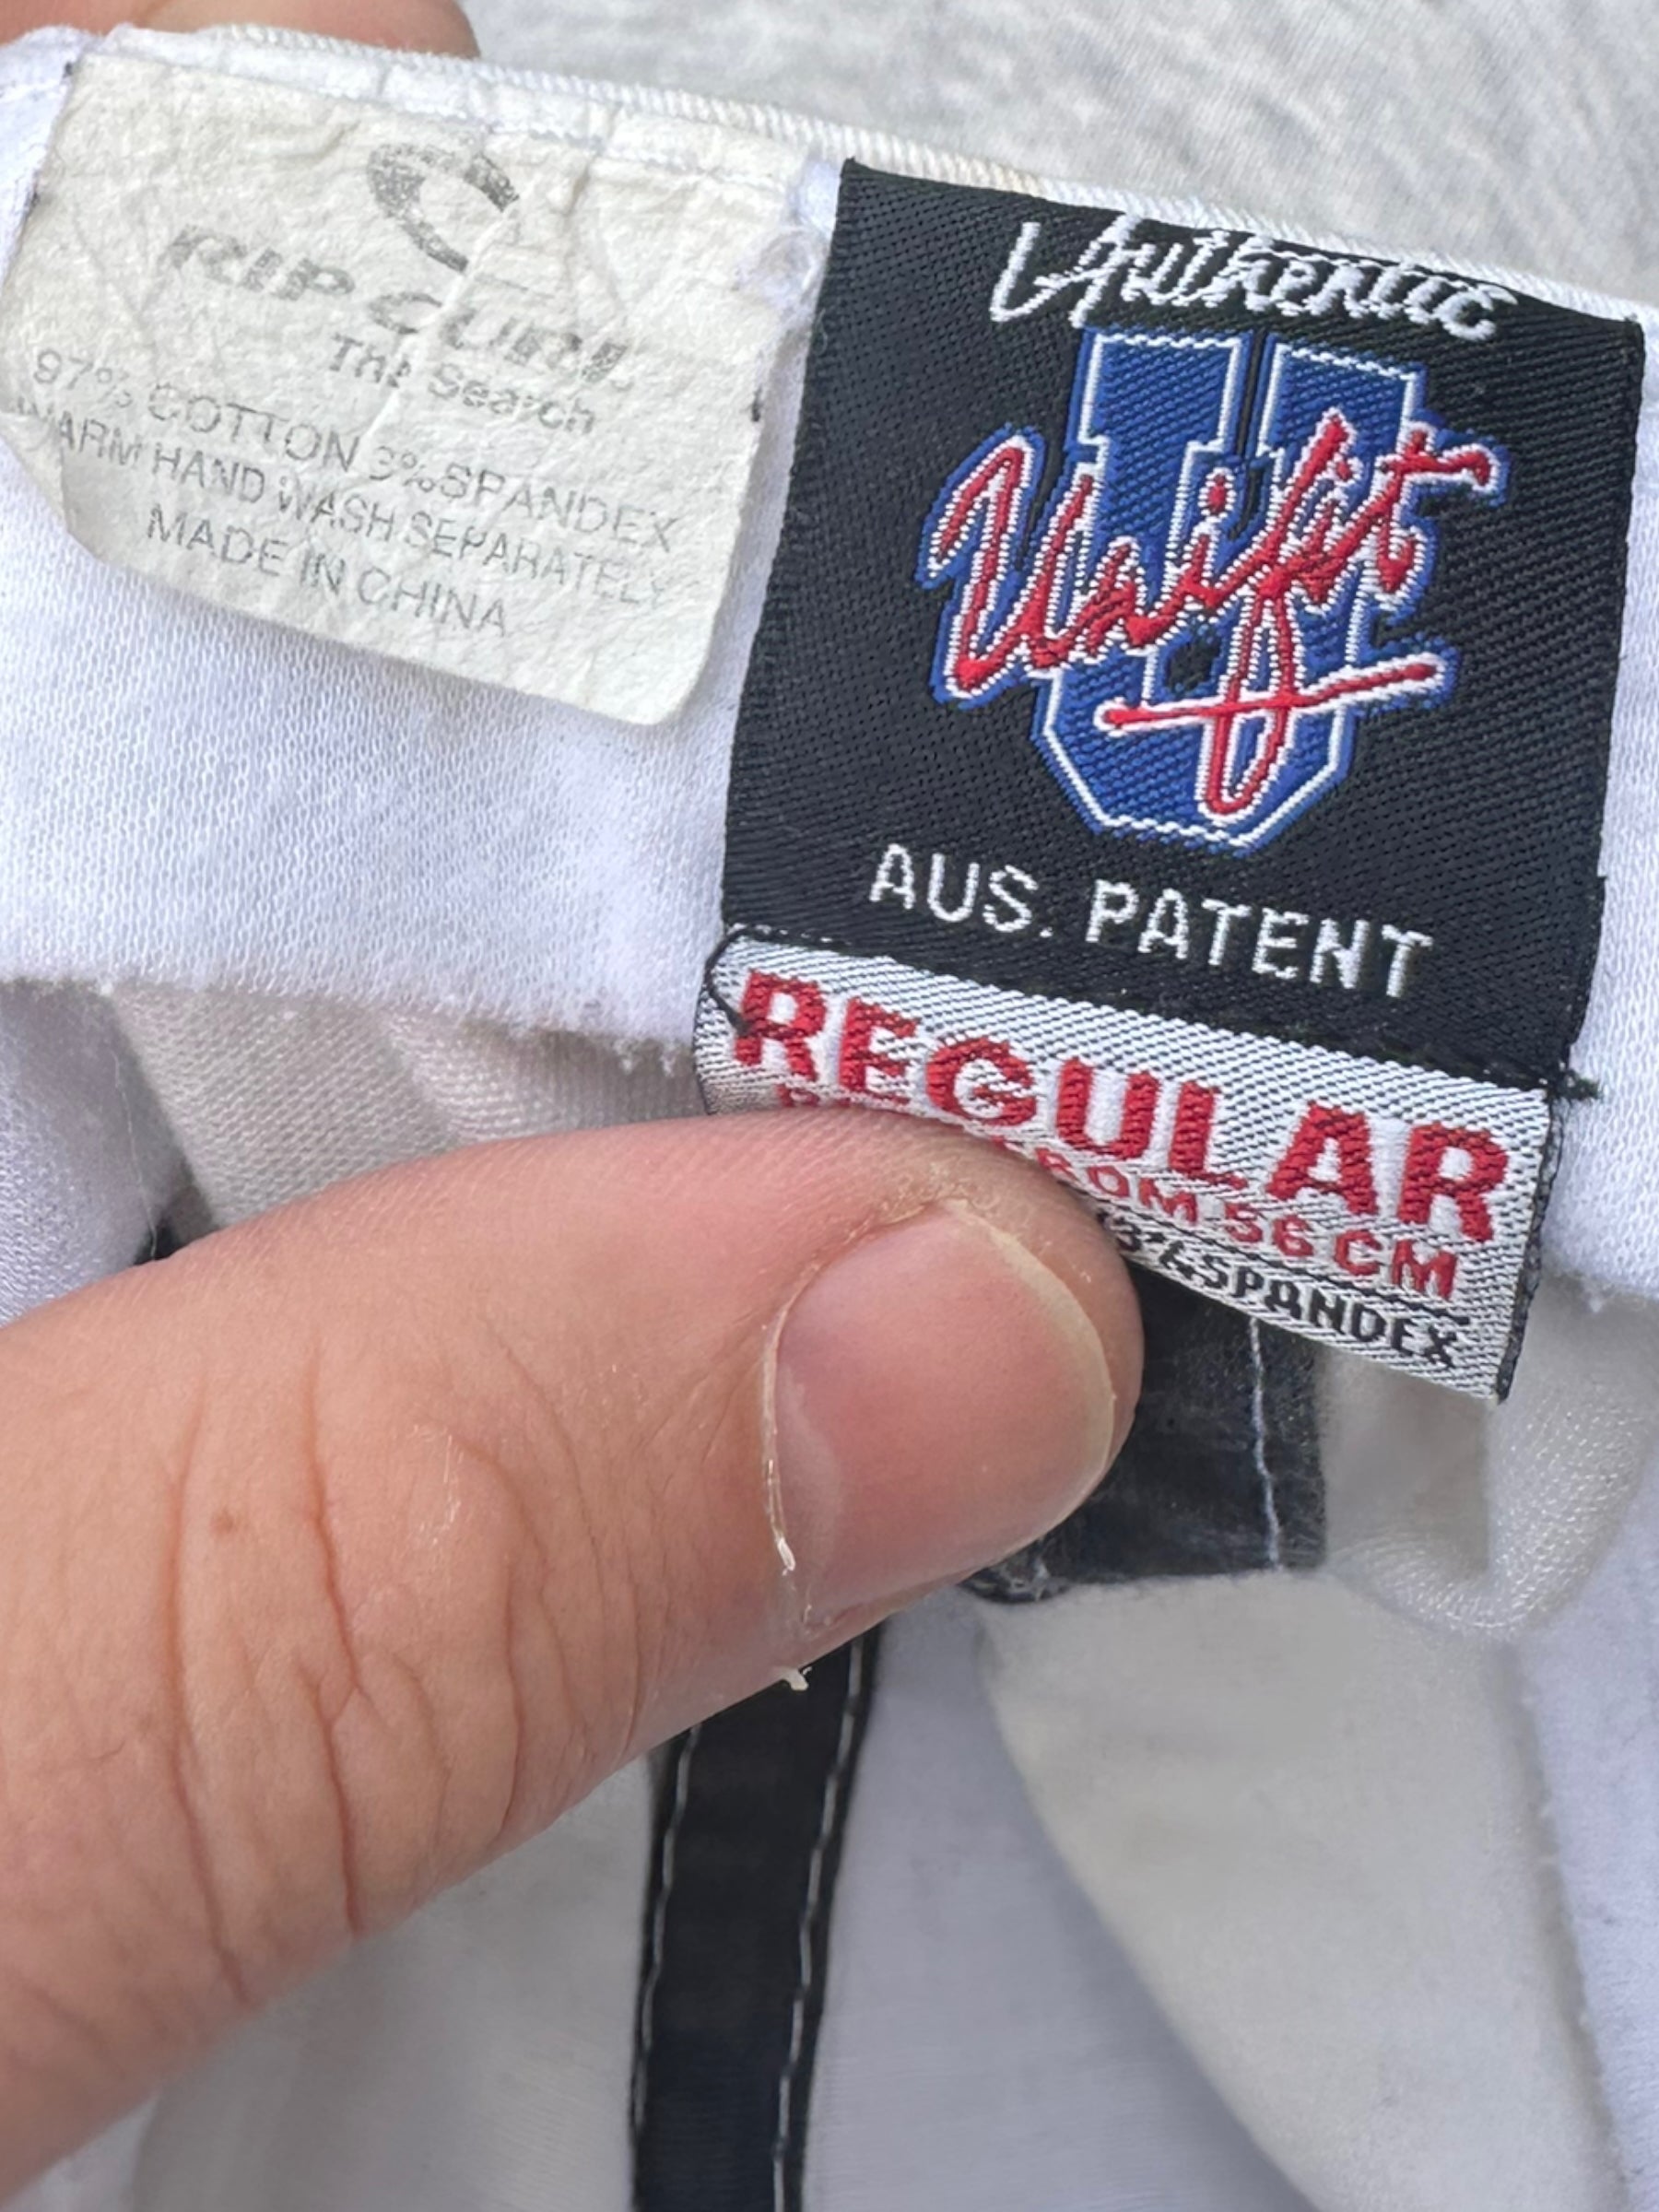 RIP CURL
The Search
97% COTTON 3% SPANDEX
WARM HAND WASH SEPARATELY
MADE IN CHINA
Authentic
U
Unifit
AUS. PATENT
REGULAR
56 CM
3%SPANDEX